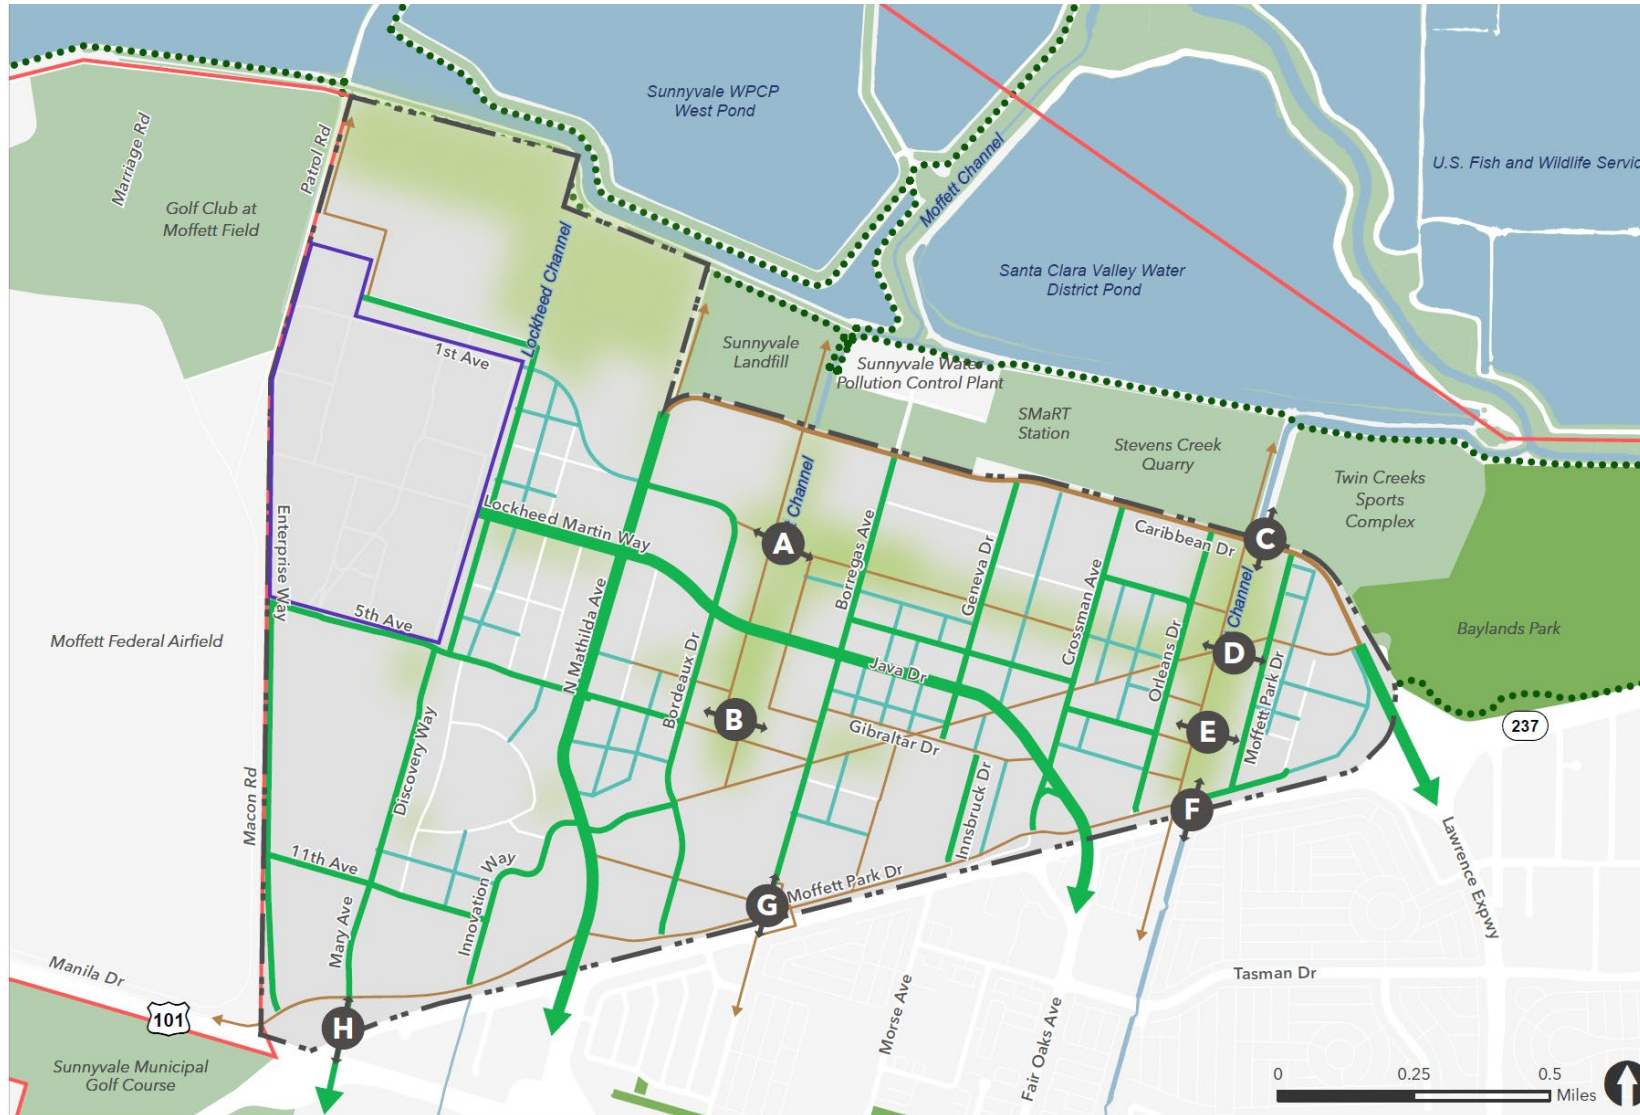 Sunnyvale WPCP
West Pond
Marriage Rd
Patrol Rd
Golf Club at
Moffett Field
Moffett Channel
U.S. Fish and Wildlife Servic
Santa Clara Valley Water
District Pond
Lockheed Channel
Sunnyvale
Landfill
Sunnyvale Water
Pollution Control Plant
1st Ave
SMaRT
Station
Stevens Creek
Quarry
Twin Creeks
Sports
Complex
Channel
Lockheed Martin Way
Enterprise Way
A
Borregas Ave
Geneva Dr
Caribbean Dr
C
Crossman Ave
Channel
5th Ave
N Mathilda Ave
Moffett Federal Airfield
Baylands Park
Bordeaux Dr
Java Dr
Orleans Dr
D
Moffett Park Dr
B
Gibraltar Dr
E
237
Discovery Way
Macon Rd
Innsbruck Dr
F
Lawrence Expwy
11th Ave
Innovation Way
Moffett Park Dr
G
Mary Ave
Manila Dr
101
H
Tasman Dr
Morse Ave
Fair Oaks Ave
Sunnyvale Municipal
Golf Course
0 0.25 0.5
Miles